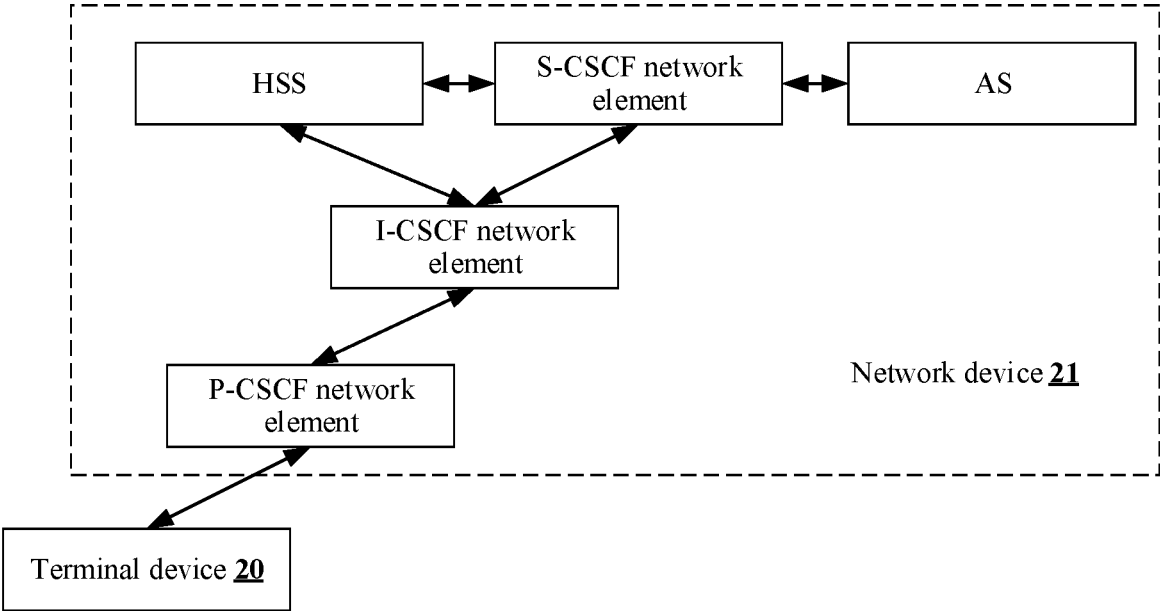 HSS
S-CSCF network
element
AS
I-CSCF network
element
P-CSCF network
element
Network device 21
Terminal device 20